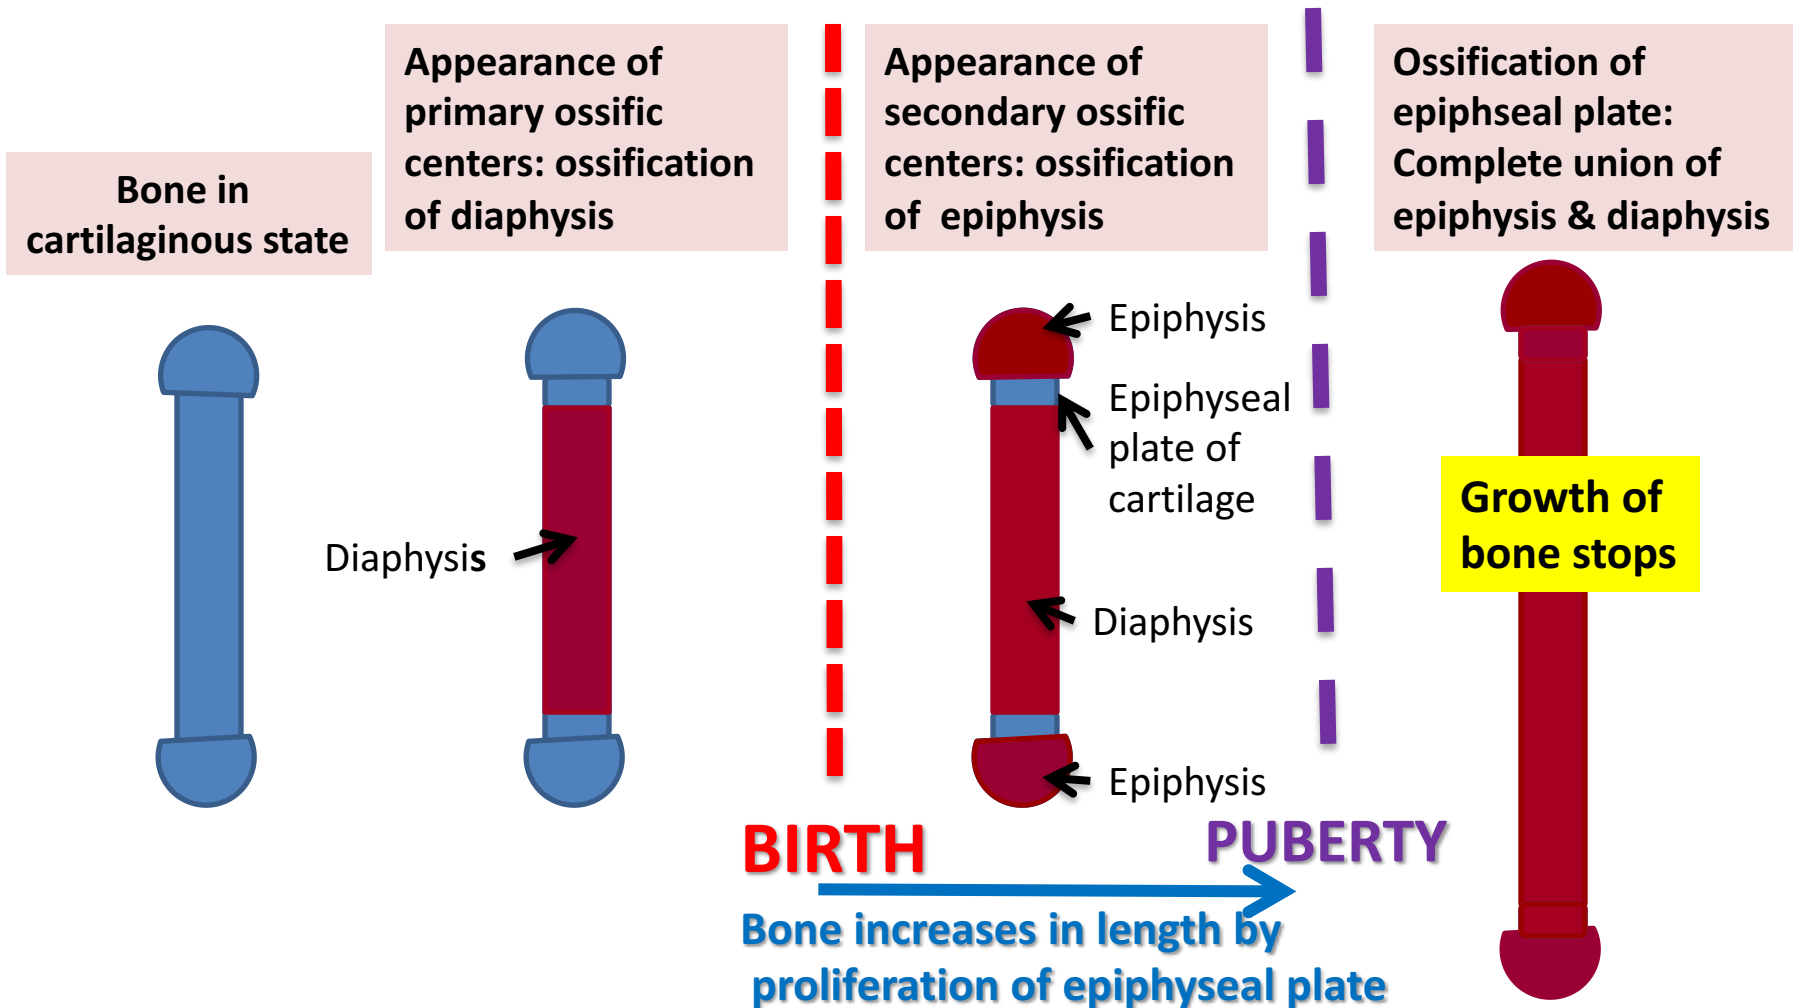 Bone in
cartilaginous state
Appearance of
primary ossific
centers: ossification
of diaphysis
Appearance of
secondary ossific
centers: ossification
of epiphysis
Ossification of
epiphseal plate:
Complete union of
epiphysis & diaphysis
Diaphysis
Epiphysis
Epiphyseal
plate of
cartilage
Diaphysis
Epiphysis
Growth of
bone stops
BIRTH
PUBERTY
Bone increases in length by
proliferation of epiphyseal plate